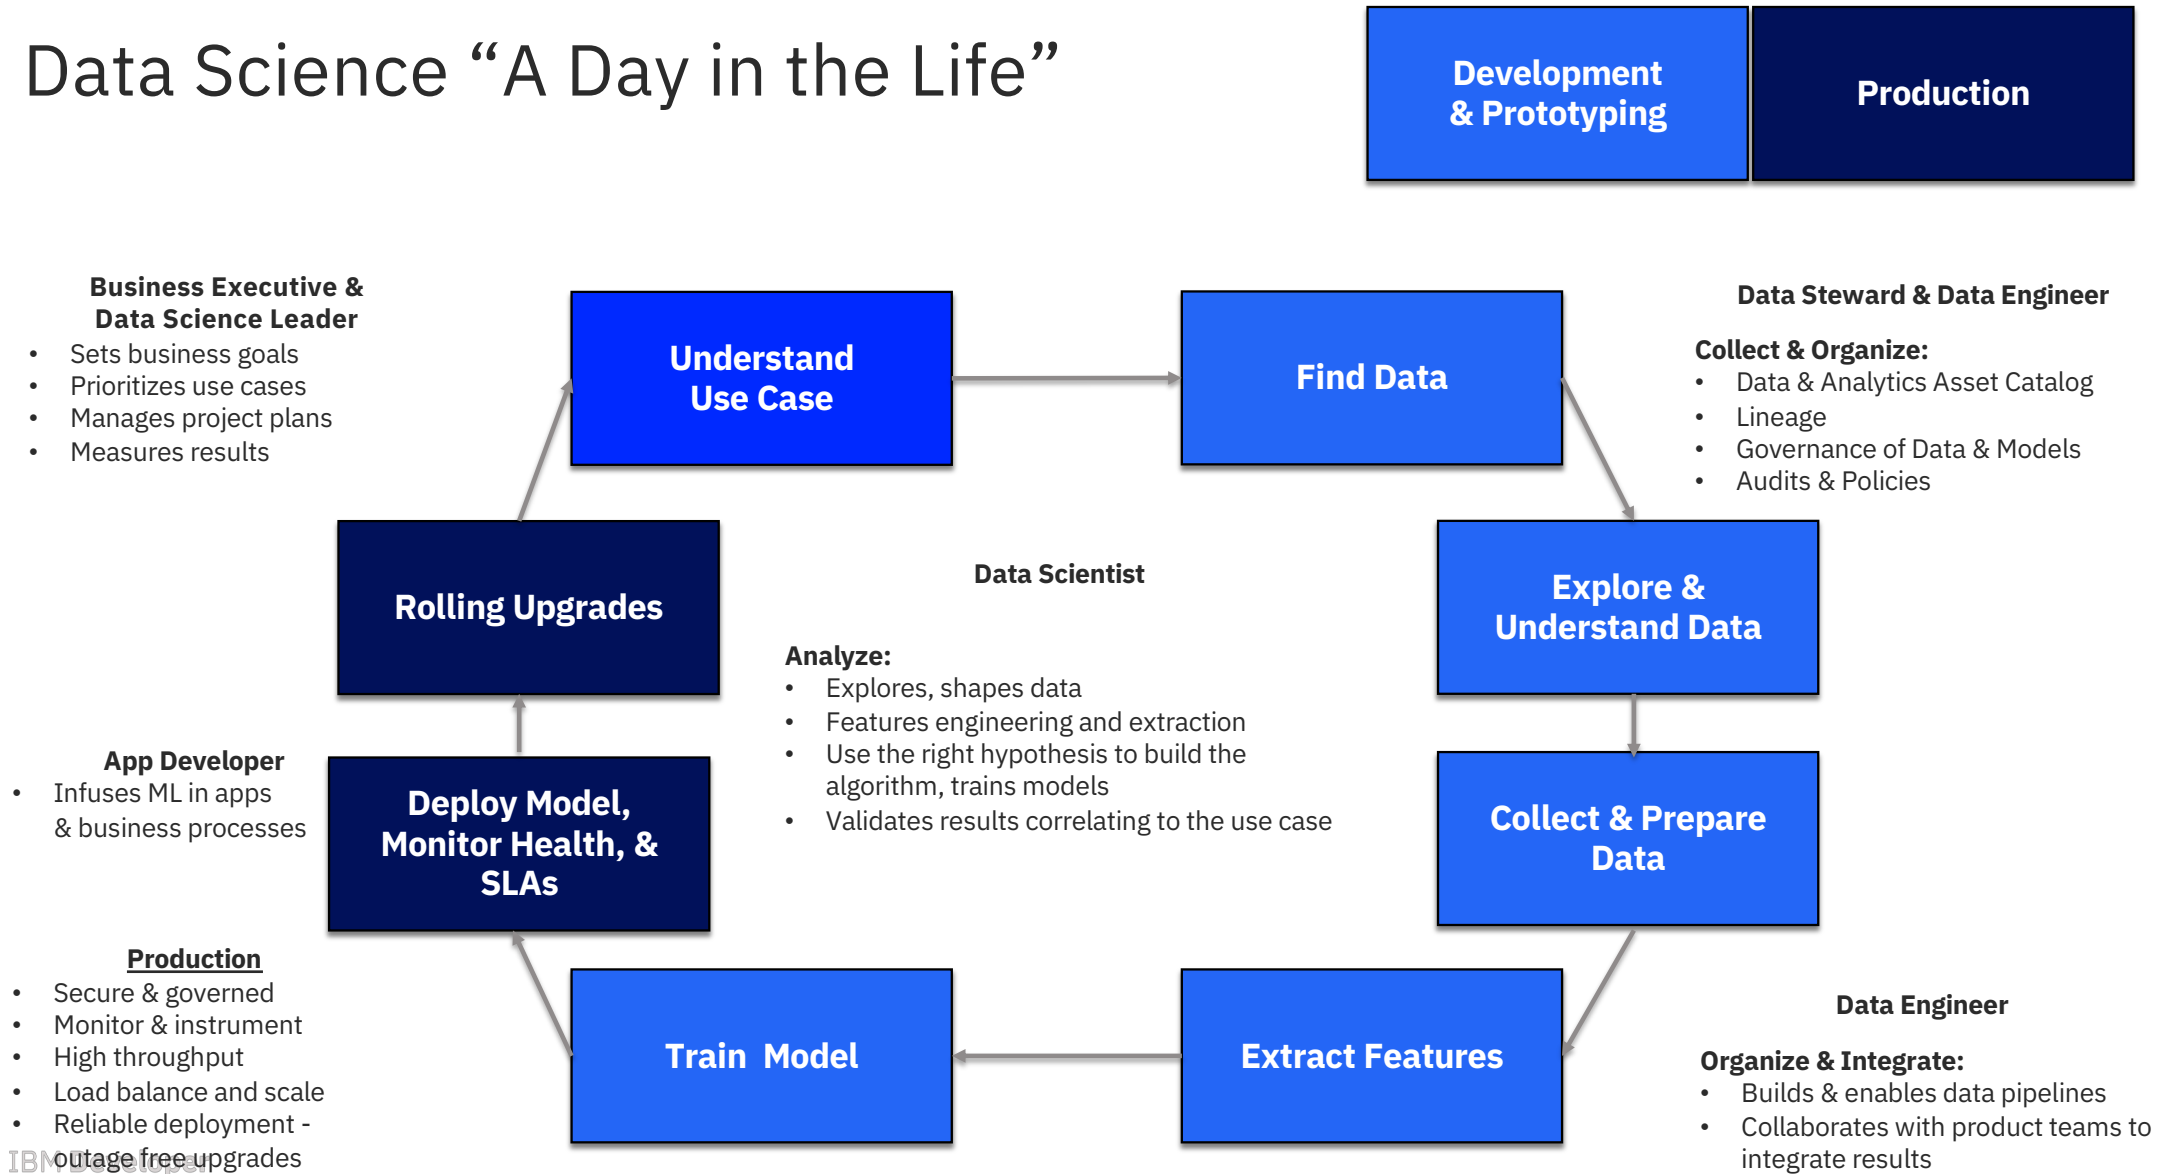 Data Science “A Day in the Life”
Development
& Prototyping
Production
Business Executive &
Data Science Leader
• Sets business goals
• Prioritizes use cases
• Manages project plans
• Measures results
Understand
Use Case
Find Data
Data Steward & Data Engineer
Collect & Organize:
• Data & Analytics Asset Catalog
• Lineage
• Governance of Data & Models
• Audits & Policies
Rolling Upgrades
Data Scientist
Analyze:
• Explores, shapes data
• Features engineering and extraction
• Use the right hypothesis to build the
algorithm, trains models
• Validates results correlating to the use case
Explore &
Understand Data
App Developer
• Infuses ML in apps
& business processes
Deploy Model,
Monitor Health, &
SLAs
Collect & Prepare
Data
Production
• Secure & governed
• Monitor & instrument
• High throughput
• Load balance and scale
• Reliable deployment -
outage free upgrades
IBM Developer
Train  Model
Extract Features
Data Engineer
Organize & Integrate:
• Builds & enables data pipelines
• Collaborates with product teams to
integrate results